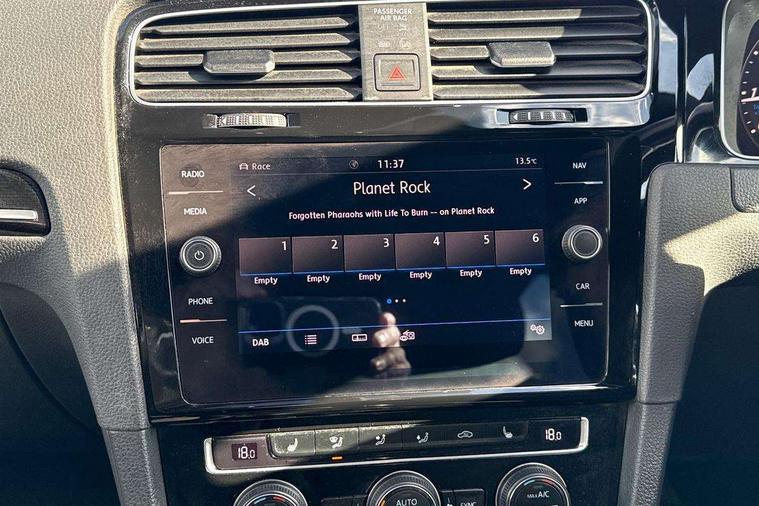 PASSENGER
AIR BAG
Race 11:37 13.5°C
RADIO
NAV
Planet Rock
MEDIA
APP
Forgotten Pharaohs with Life To Burn -- on Planet Rock
1 2 3 4 5 6
Empty Empty Empty Empty Empty Empty
PHONE
CAR
VOICE
MENU
DAB
18.0
18.0
AUTO
SYNC
MAX A/C